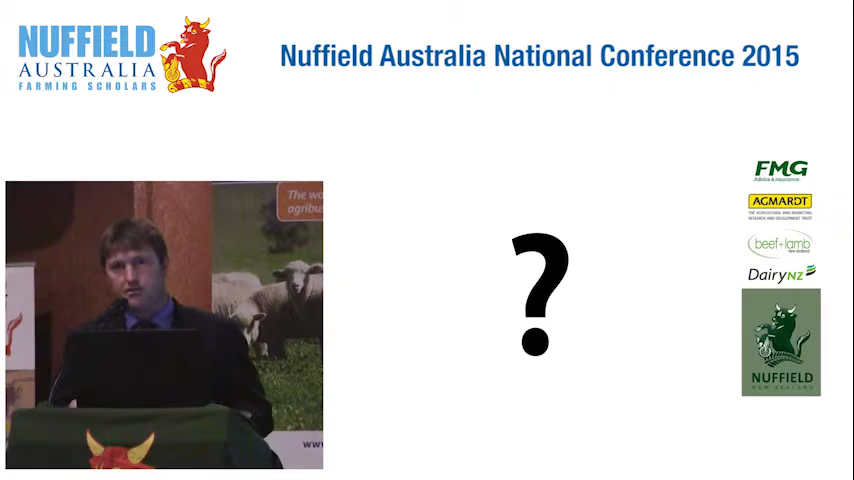 NUFFIELD
AUSTRALIA
FARMING SCHOLARS
Nuffield Australia National Conference 2015
The wo
agribus
www
?
FMG
Advice & insurance
AGMARDT
THE AGRICULTURAL AND MARKETING
RESEARCH AND DEVELOPMENT TRUST
beef+lamb
new zealand
DairyNZ
NUFFIELD
NEW ZEALAND